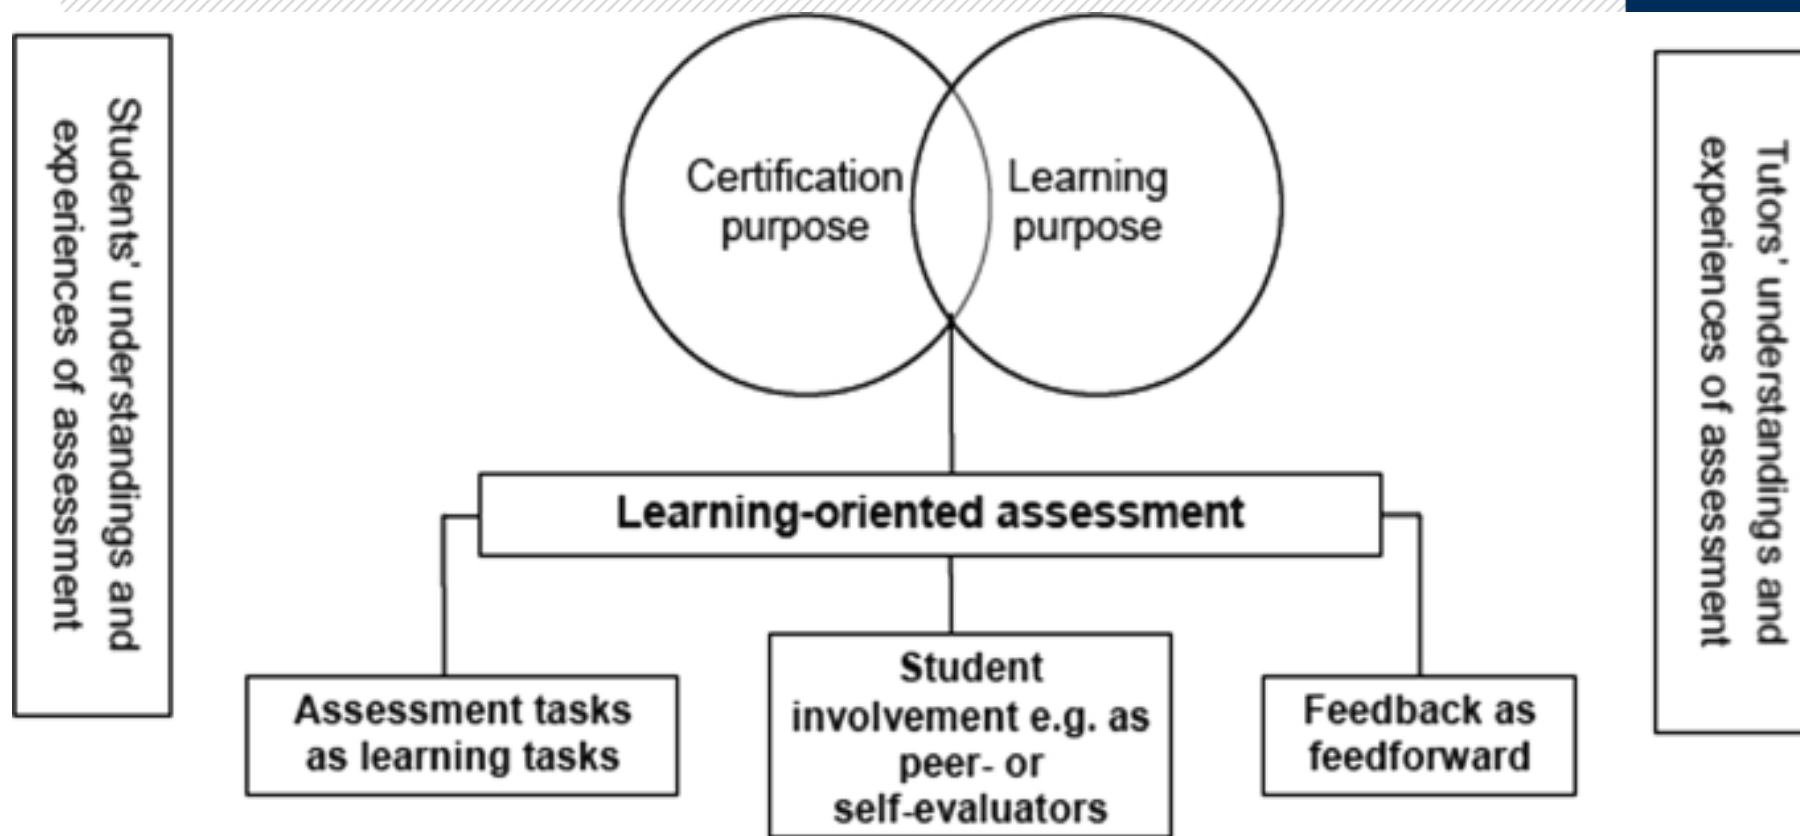 Students' understandings and
experiences of assessment
Certification
purpose
Learning
purpose
Tutors' understandings and
experiences of assessment
Learning-oriented assessment
Assessment tasks
as learning tasks
Student
involvement e.g. as
peer- or
self-evaluators
Feedback as
feedforward